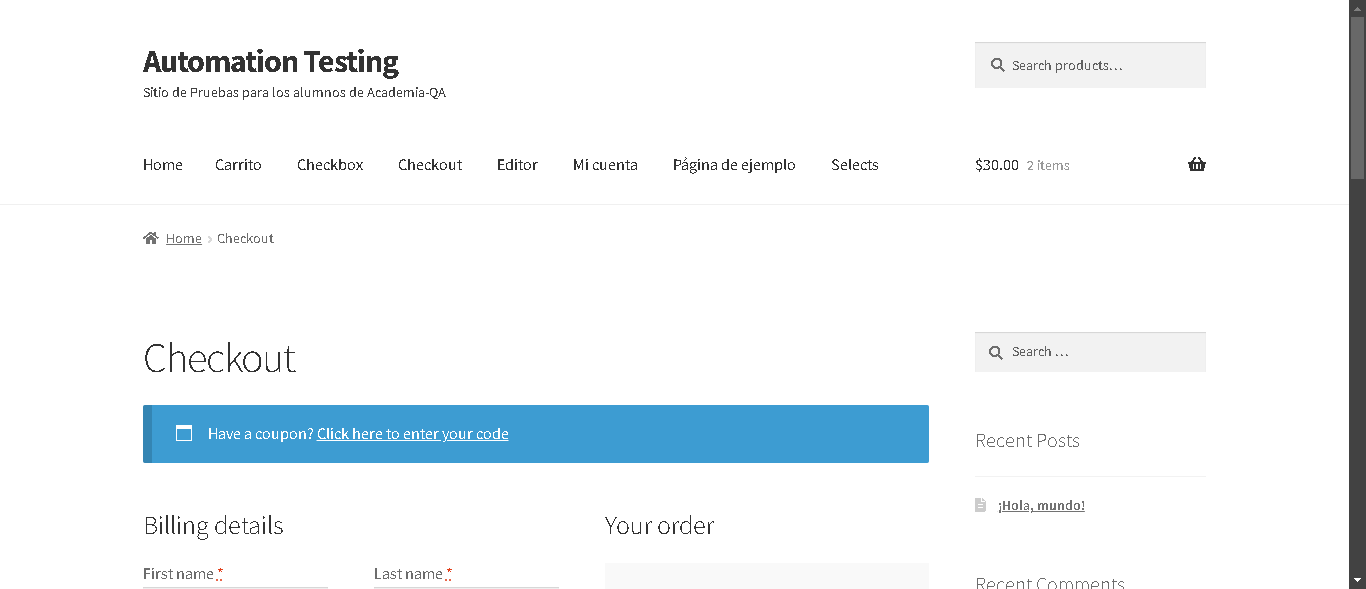 Automation Testing
Sitio de Pruebas para los alumnos de Academia-QA
Search products…
Home Carrito Checkbox Checkout Editor Mi cuenta Página de ejemplo Selects $30.00 2 items
Home › Checkout
Checkout
Search …
Have a coupon? Click here to enter your code
Recent Posts
¡Hola, mundo!
Billing details
Your order
First name *
Last name *
Recent Comments